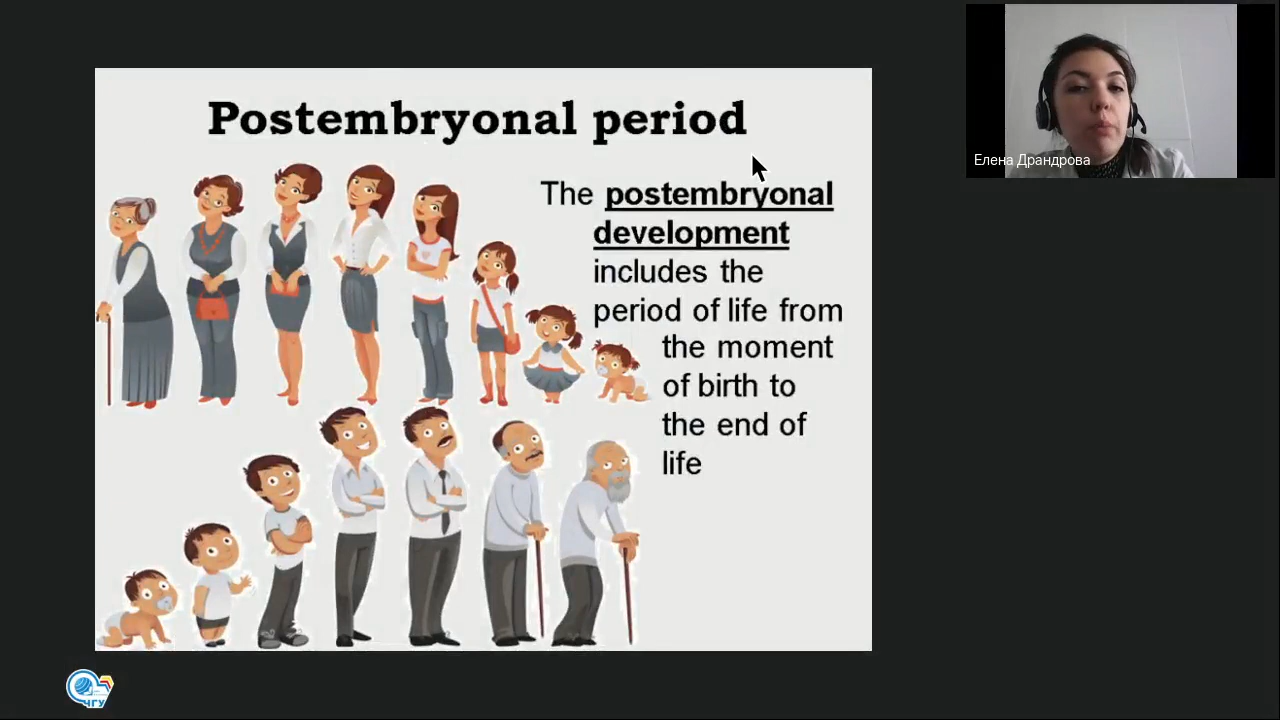 Postembryonal period
The postembryonal
development
includes the
period of life from
the moment
of birth to
the end of
life
Елена Драндрова
ЧГУ